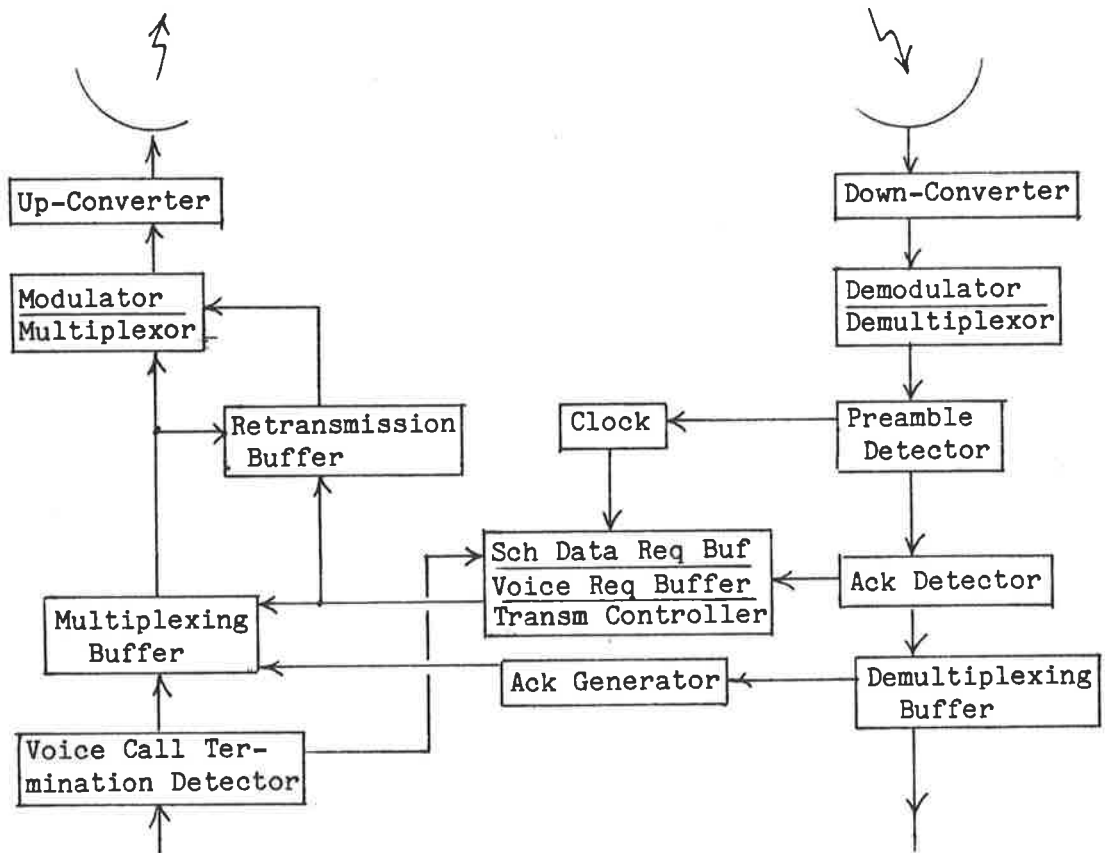 Up-Converter
Down-Converter
Modulator
Multiplexor
Demodulator
Demultiplexor
Retransmission
Buffer
Clock
Preamble
Detector
Sch Data Req Buf
Voice Req Buffer
Transm Controller
Ack Detector
Multiplexing
Buffer
Ack Generator
Demultiplexing
Buffer
Voice Call Ter-
mination Detector